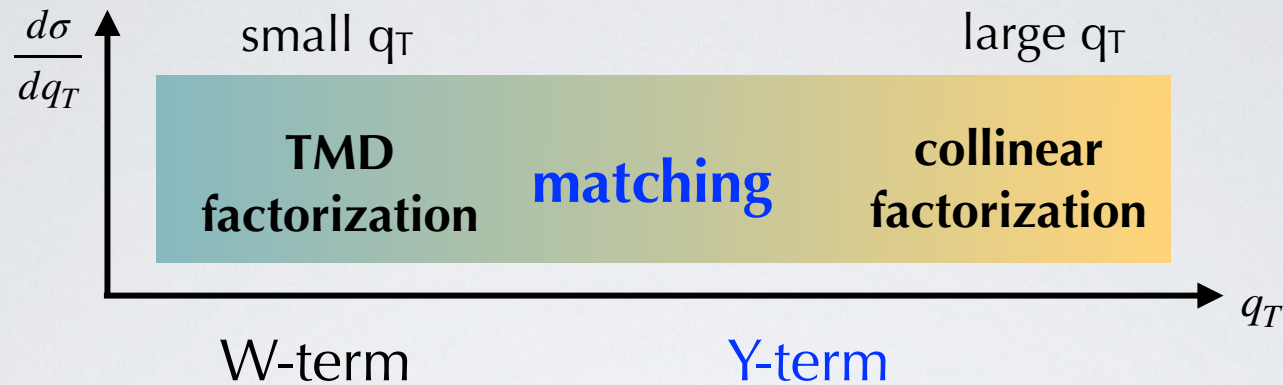 dσ
dq_T
small q_T
large q_T
TMD
factorization
matching
collinear
factorization
q_T
W-term
Y-term